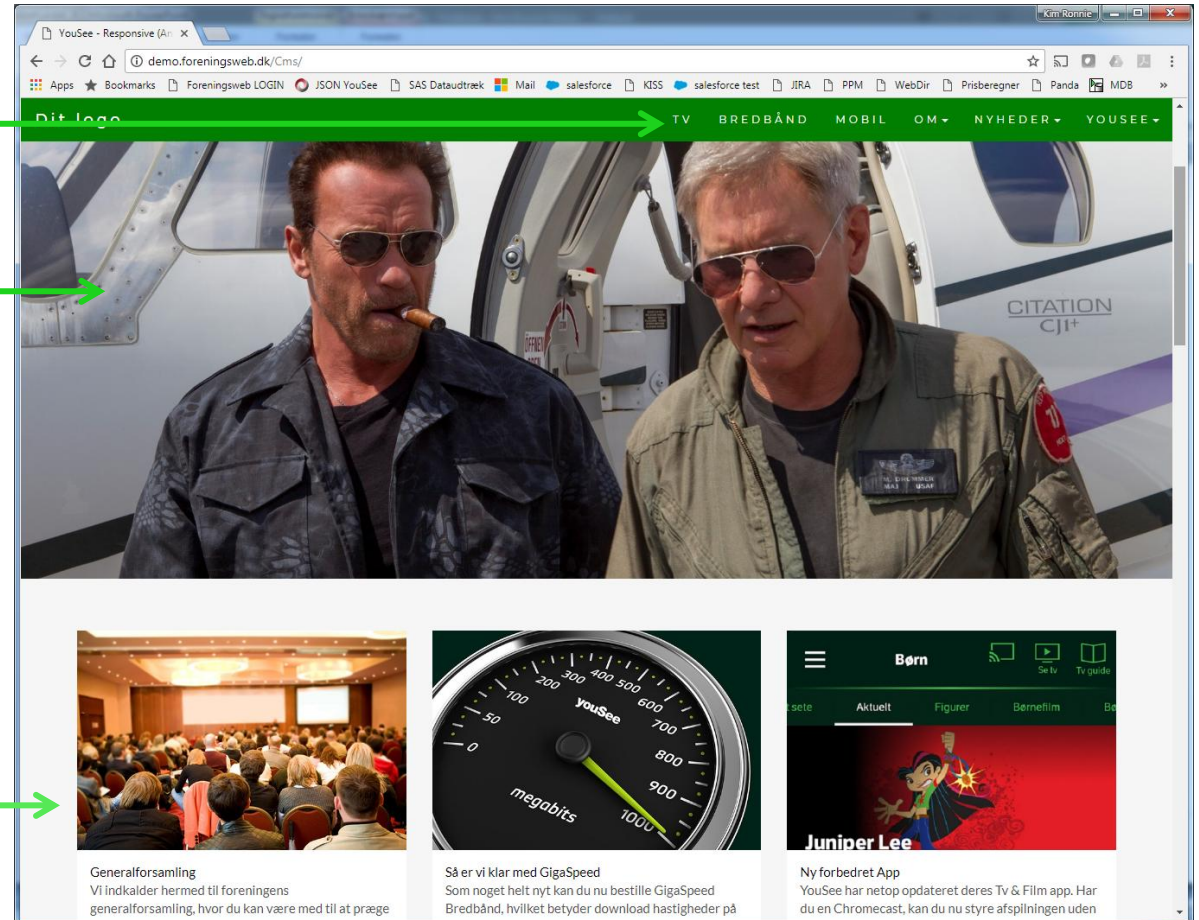 Kim Ronnie
YouSee - Responsive (An
demo.foreningsweb.dk/Cms/
Apps Bookmarks Foreningsweb LOGIN JSON YouSee SAS Dataudtræk Mail salesforce KISS salesforce test JIRA PPM WebDir Prisberegner Panda MDB »
Dit logo TV BREDBÅND MOBIL OM NYHEDER YOUSEE
CITATION
CJ1+
ÖFFNEN
M. DRUMMER
MAJ USAF
0 50 100 200 300 400 500 600 700 800 900 1000
youSee
megabits
Børn
Se tv Tv guide
t sete Aktuelt Figurer Børnefilm Bø
Juniper Lee
Generalforsamling
Vi indkalder hermed til foreningens
generalforsamling, hvor du kan være med til at præge
Så er vi klar med GigaSpeed
Som noget helt nyt kan du nu bestille GigaSpeed
Bredbånd, hvilket betyder download hastigheder på
Ny forbedret App
YouSee har netop opdateret deres Tv & Film app. Har
du en Chromecast, kan du nu styre afspilningen uden